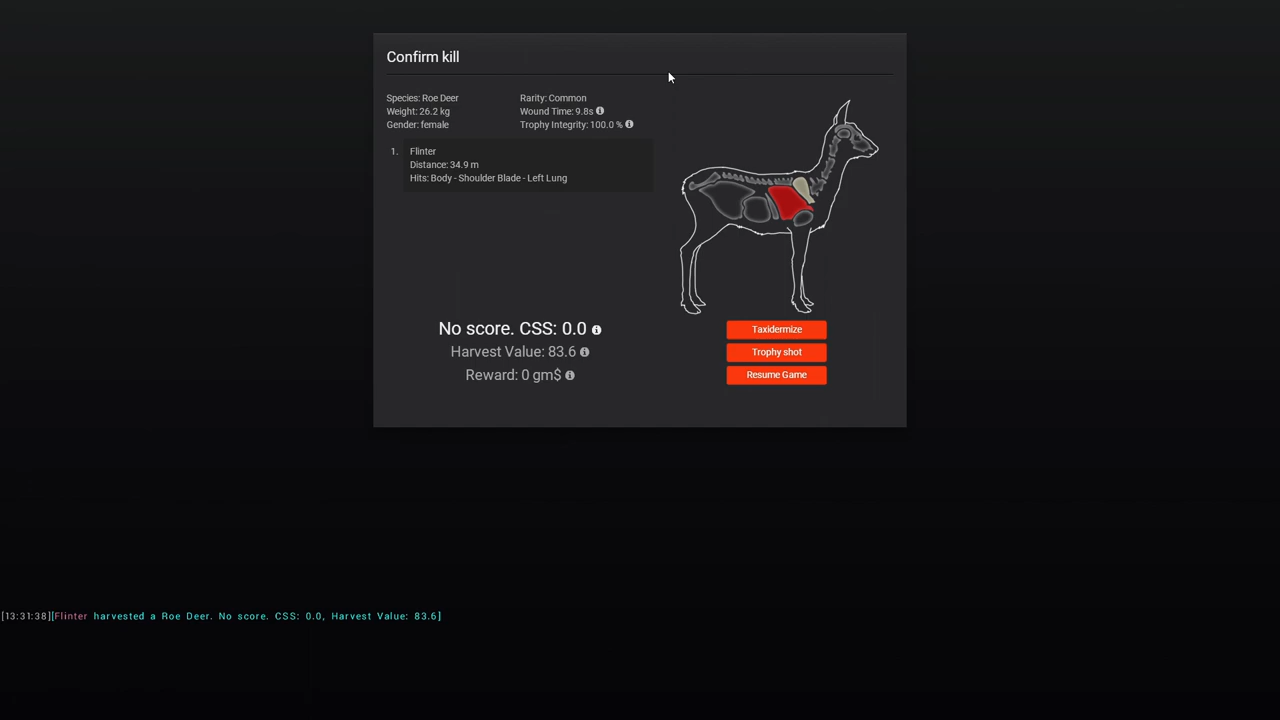 Confirm kill
Species: Roe Deer
Weight: 26.2 kg
Gender: female
Rarity: Common
Wound Time: 9.8s
Trophy Integrity: 100.0 %
1. Flinter
Distance: 34.9 m
Hits: Body - Shoulder Blade - Left Lung
No score. CSS: 0.0
Harvest Value: 83.6
Reward: 0 gm$
Taxidermize
Trophy shot
Resume Game
[13:31:38][Flinter harvested a Roe Deer. No score. CSS: 0.0, Harvest Value: 83.6]